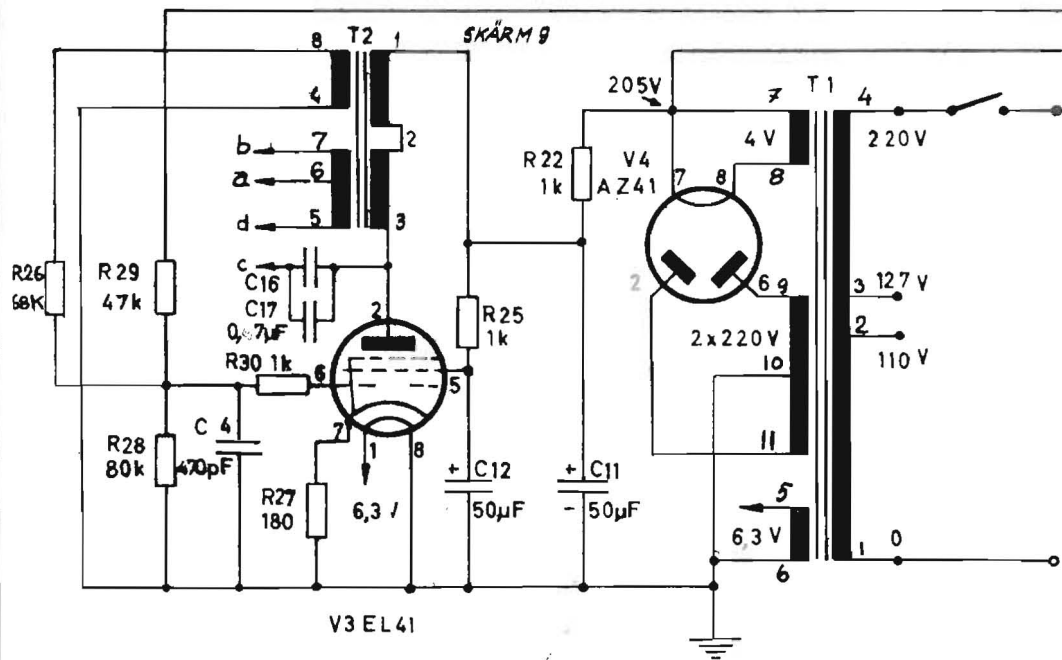 T2
SKÄRM 9
8
1
4
7
2
b
6
a
5
3
d
c
C16
C17
R26
68K
R29
47k
2
R30 1k
6
5
7
1
8
R25
1k
R28
80k
C 4
470pF
R27
180
6,3 V
+ C12
50µF
+ C11
- 50µF
V3 EL41
205V
R22
1k
V4
AZ41
7
8
2
6
T1
7
4 V
8
9
2 x 220V
10
11
5
6,3 V
6
4
220V
3
127 V
2
110 V
1
0